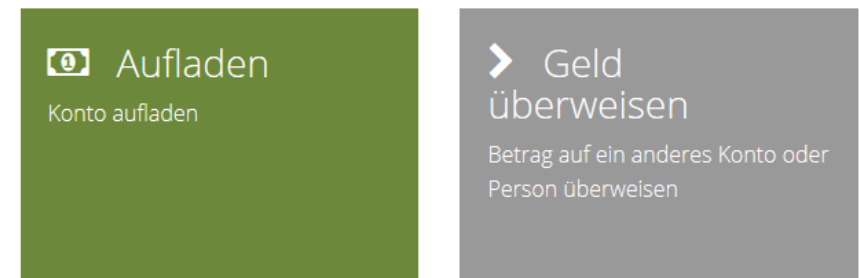 Aufladen
Konto aufladen
Geld
überweisen
Betrag auf ein anderes Konto oder
Person überweisen